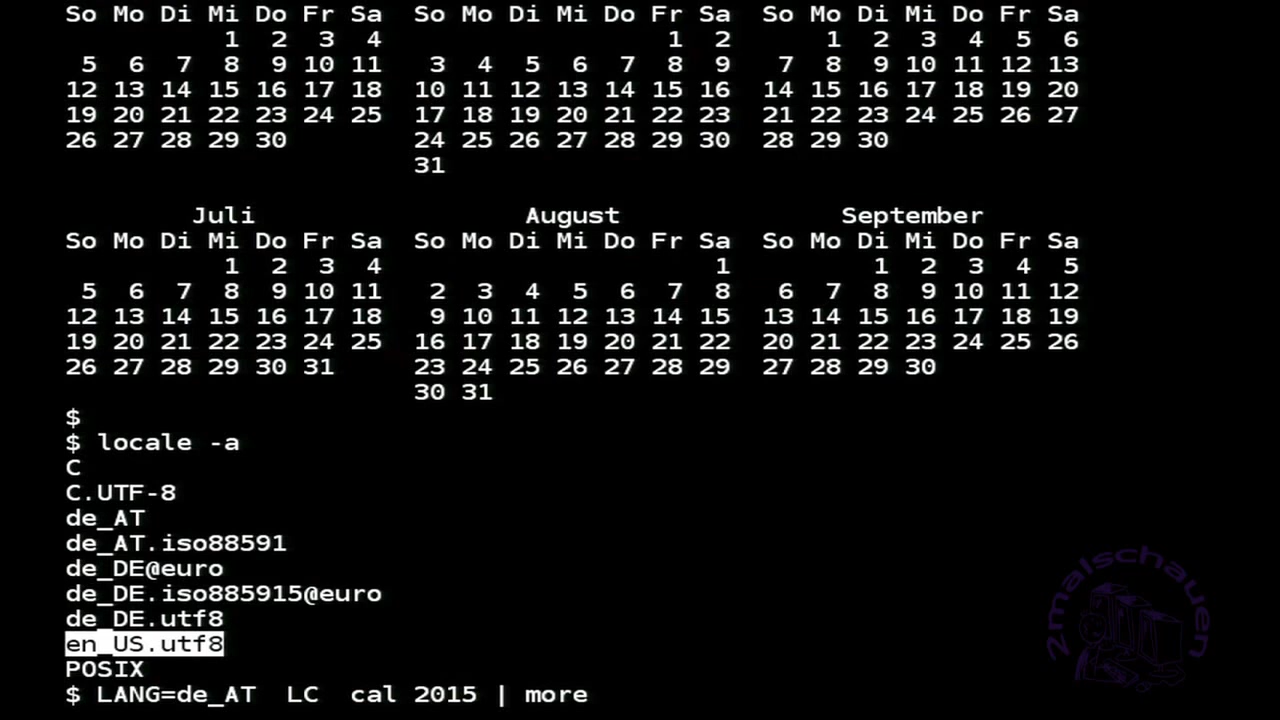 So Mo Di Mi Do Fr Sa  So Mo Di Mi Do Fr Sa  So Mo Di Mi Do Fr Sa
          1  2  3  4                  1  2      1  2  3  4  5  6
 5  6  7  8  9 10 11   3  4  5  6  7  8  9   7  8  9 10 11 12 13
12 13 14 15 16 17 18  10 11 12 13 14 15 16  14 15 16 17 18 19 20
19 20 21 22 23 24 25  17 18 19 20 21 22 23  21 22 23 24 25 26 27
26 27 28 29 30        24 25 26 27 28 29 30  28 29 30
                      31
        Juli                 August              September
So Mo Di Mi Do Fr Sa  So Mo Di Mi Do Fr Sa  So Mo Di Mi Do Fr Sa
          1  2  3  4                     1         1  2  3  4  5
 5  6  7  8  9 10 11   2  3  4  5  6  7  8   6  7  8  9 10 11 12
12 13 14 15 16 17 18   9 10 11 12 13 14 15  13 14 15 16 17 18 19
19 20 21 22 23 24 25  16 17 18 19 20 21 22  20 21 22 23 24 25 26
26 27 28 29 30 31     23 24 25 26 27 28 29  27 28 29 30
                      30 31
$
$ locale -a
C
C.UTF-8
de_AT
de_AT.iso88591
de_DE@euro
de_DE.iso885915@euro
de_DE.utf8
en_US.utf8
POSIX
$ LANG=de_AT  LC  cal 2015 | more
2malschauen